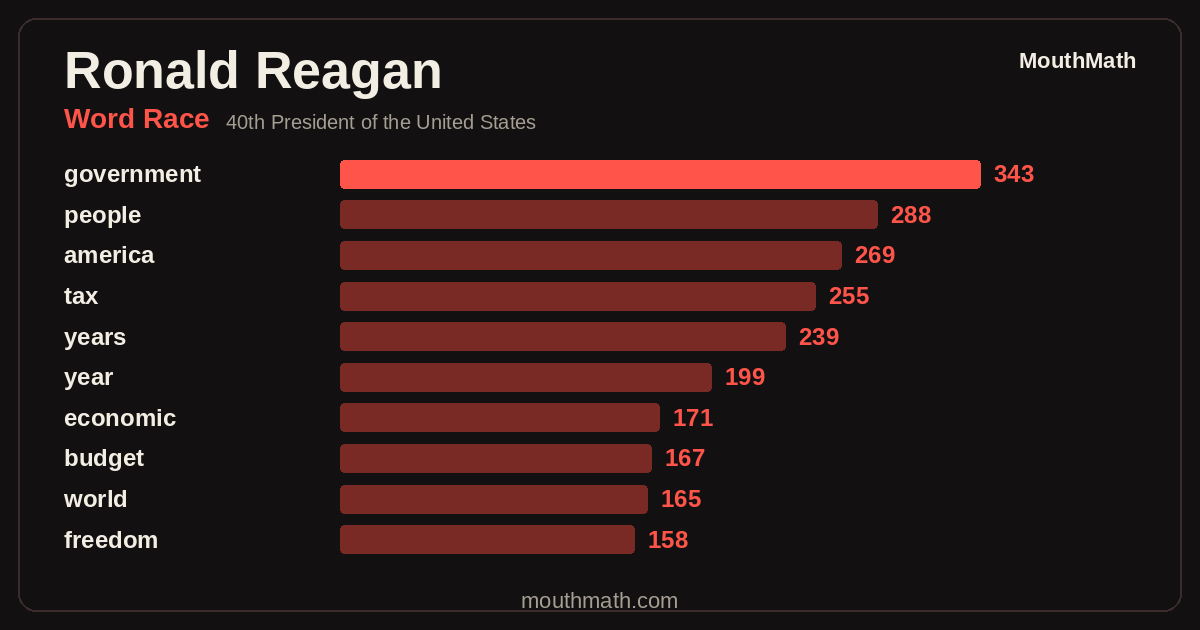 Ronald Reagan
MouthMath
Word Race 40th President of the United States
government 343
people 288
america 269
tax 255
years 239
year 199
economic 171
budget 167
world 165
freedom 158
mouthmath.com